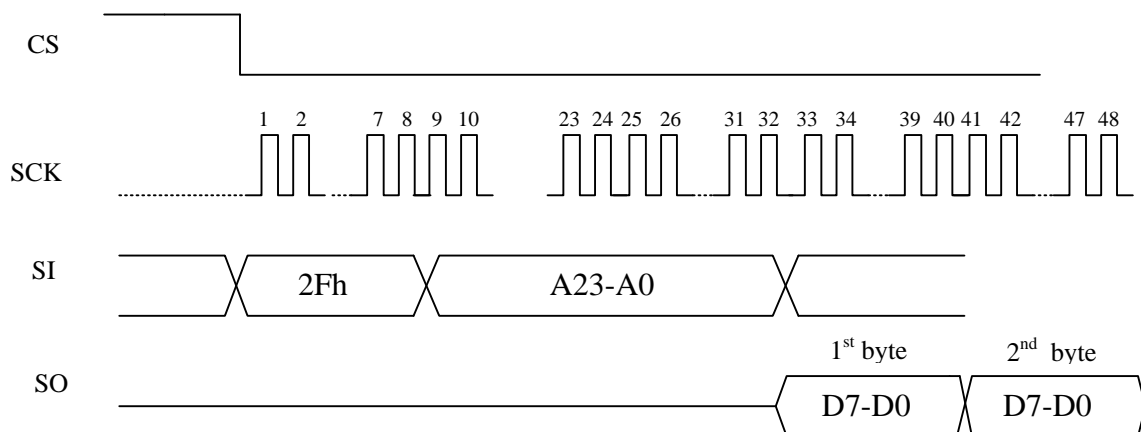 CS
1 2 7 8 9 10 23 24 25 26 31 32 33 34 39 40 41 42 47 48
SCK
SI 2Fh A23-A0
1st byte 2nd byte
SO D7-D0 D7-D0